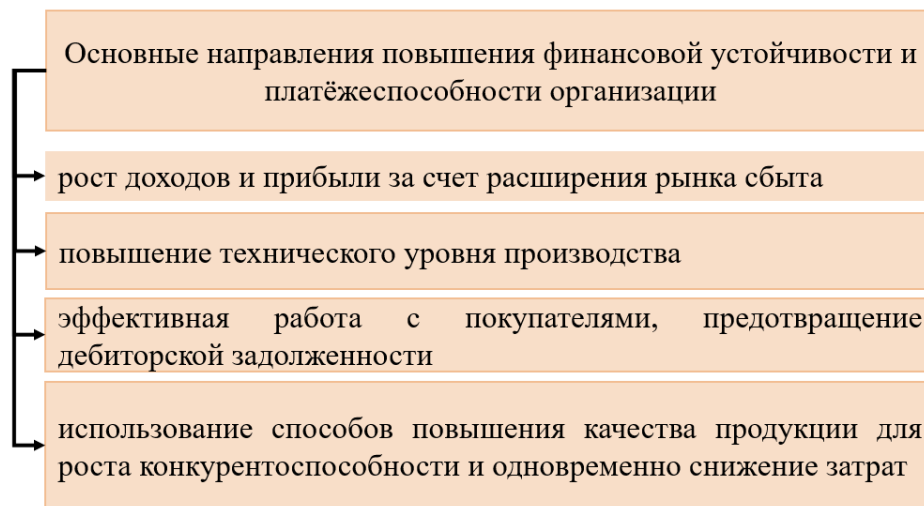 Основные направления повышения финансовой устойчивости и
платёжеспособности организации
рост доходов и прибыли за счет расширения рынка сбыта
повышение технического уровня производства
эффективная работа с покупателями, предотвращение
дебиторской задолженности
использование способов повышения качества продукции для
роста конкурентоспособности и одновременно снижение затрат